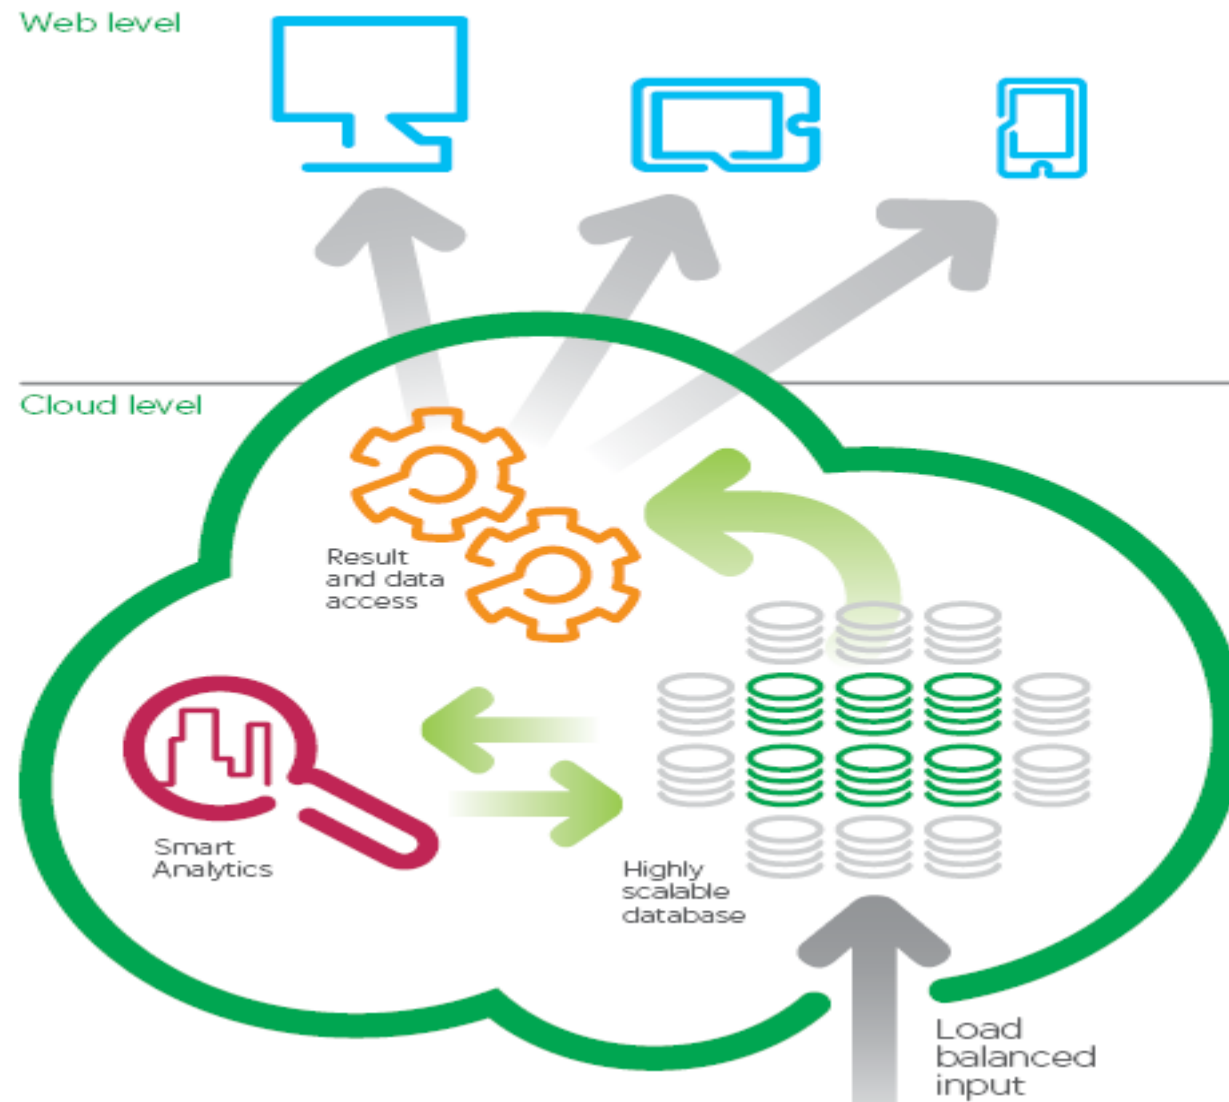 Web level
Cloud level
Result
and data
access
Smart
Analytics
Highly
scalable
database
Load
balanced
input